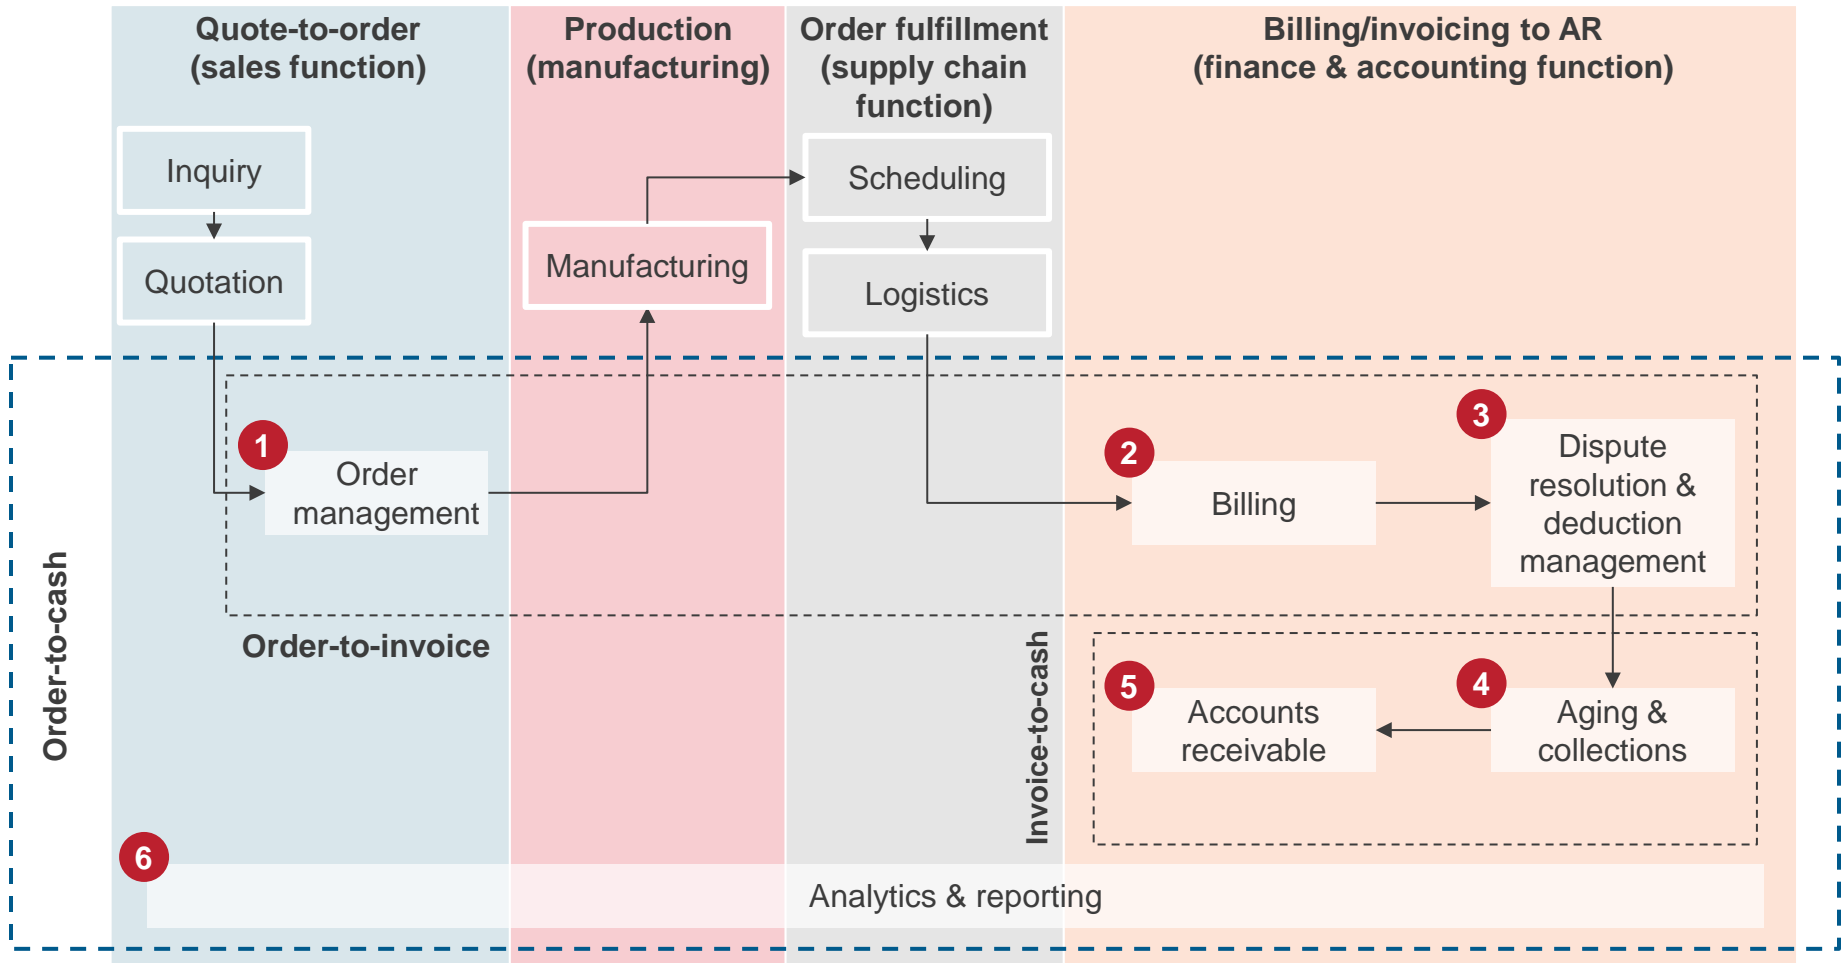 Quote-to-order
(sales function)
Production
(manufacturing)
Order fulfillment
(supply chain
function)
Billing/invoicing to AR
(finance & accounting function)
Inquiry
Quotation
Manufacturing
Scheduling
Logistics
Order-to-cash
1
Order
management
2
Billing
3
Dispute
resolution &
deduction
management
Order-to-invoice
Invoice-to-cash
5
Accounts
receivable
4
Aging &
collections
6
Analytics & reporting